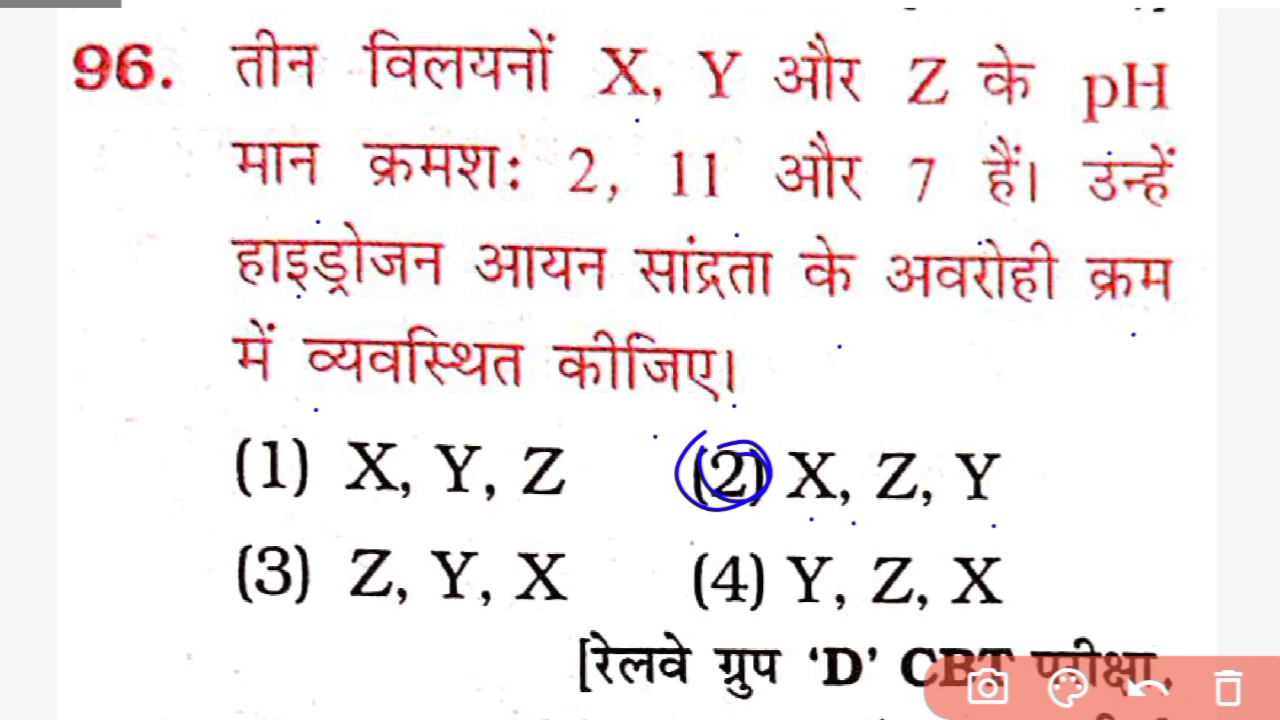 96. तीन विलयनों X, Y और Z के pH
मान क्रमश: 2, 11 और 7 हैं। उन्हें
हाइड्रोजन आयन सांद्रता के अवरोही क्रम
में व्यवस्थित कीजिए।
(1) X, Y, Z (2) X, Z, Y
(3) Z, Y, X (4) Y, Z, X
[रेलवे ग्रुप ‘D’ CBT परीक्षा,